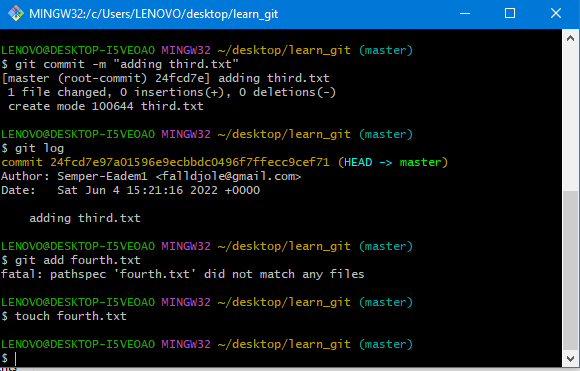 MINGW32:/c/Users/LENOVO/desktop/learn_git
LENOVO@DESKTOP-I5VEOAO MINGW32 ~/desktop/learn_git (master)
$ git commit -m "adding third.txt"
[master (root-commit) 24fcd7e] adding third.txt
 1 file changed, 0 insertions(+), 0 deletions(-)
 create mode 100644 third.txt
LENOVO@DESKTOP-I5VEOAO MINGW32 ~/desktop/learn_git (master)
$ git log
commit 24fcd7e97a01596e9ecbbdc0496f7ffecc9cef71 (HEAD -> master)
Author: Semper-Eadem1 <falldjole@gmail.com>
Date:   Sat Jun 4 15:21:16 2022 +0000
    adding third.txt
LENOVO@DESKTOP-I5VEOAO MINGW32 ~/desktop/learn_git (master)
$ git add fourth.txt
fatal: pathspec 'fourth.txt' did not match any files
LENOVO@DESKTOP-I5VEOAO MINGW32 ~/desktop/learn_git (master)
$ touch fourth.txt
LENOVO@DESKTOP-I5VEOAO MINGW32 ~/desktop/learn_git (master)
$